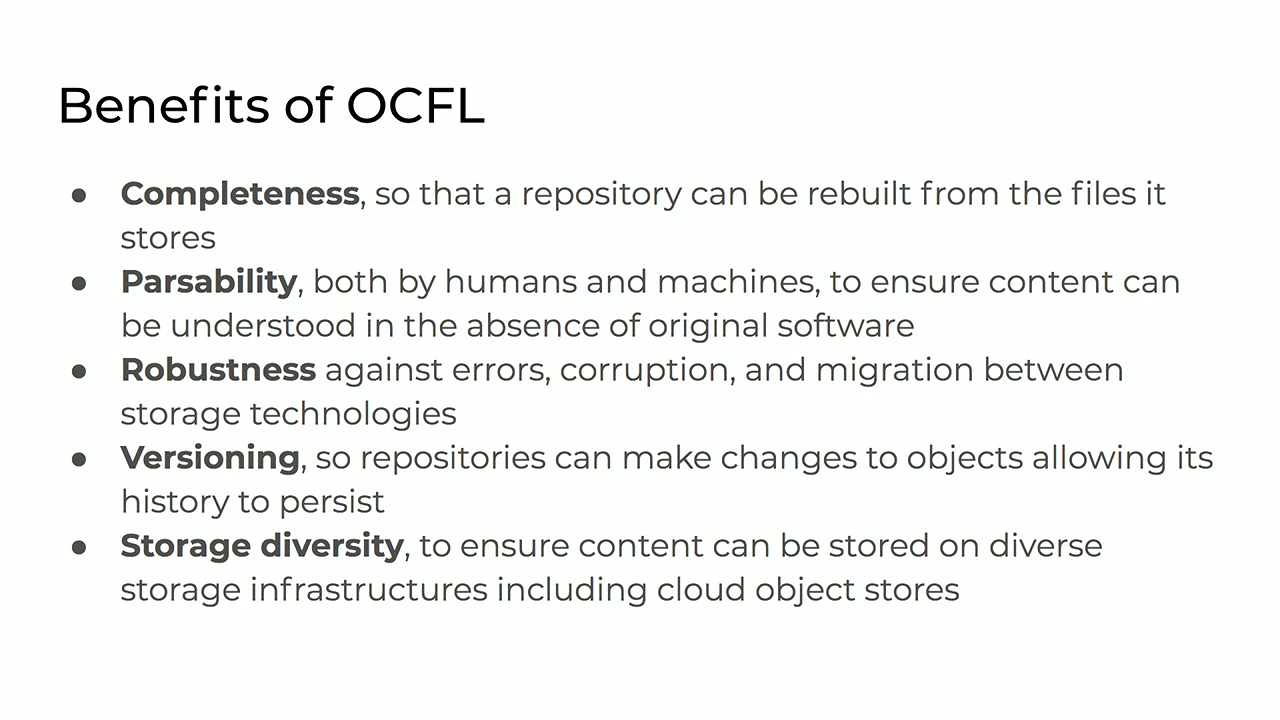 Benefits of OCFL
● Completeness, so that a repository can be rebuilt from the files it
stores
● Parsability, both by humans and machines, to ensure content can
be understood in the absence of original software
● Robustness against errors, corruption, and migration between
storage technologies
● Versioning, so repositories can make changes to objects allowing its
history to persist
● Storage diversity, to ensure content can be stored on diverse
storage infrastructures including cloud object stores